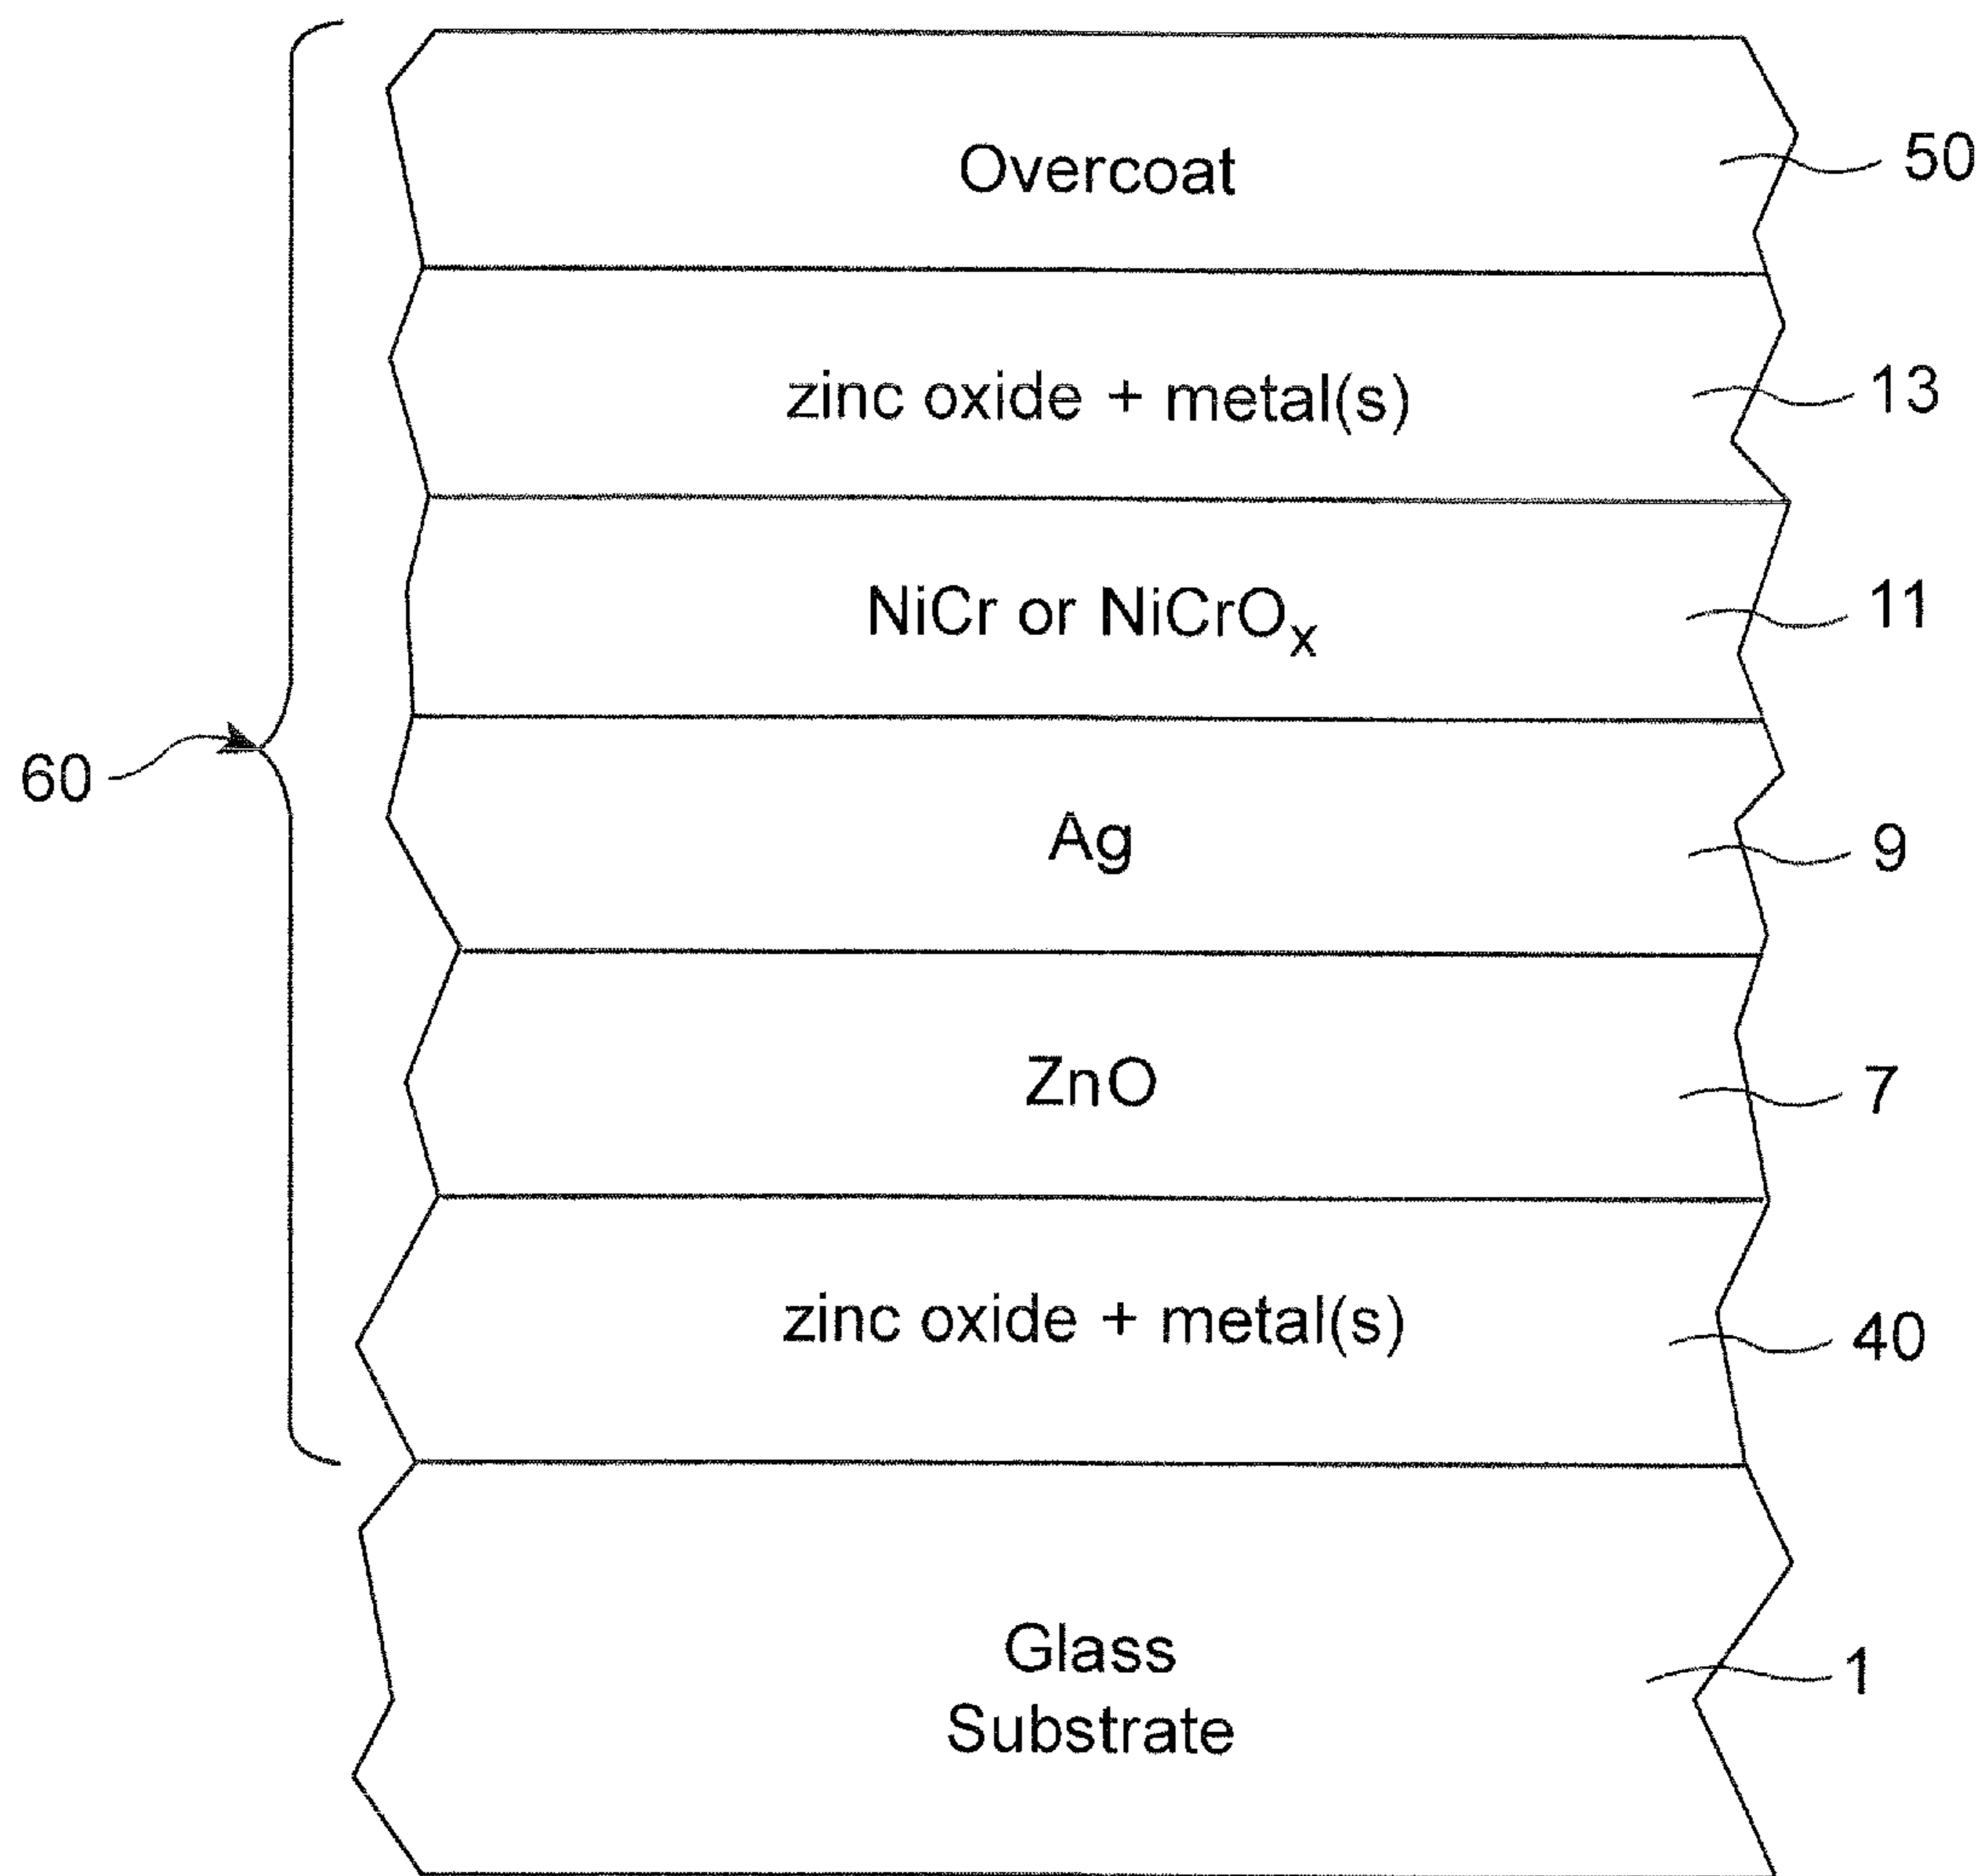 Overcoat
50
zinc oxide + metal(s)
13
NiCr or NiCrOₓ
11
60
Ag
9
ZnO
7
zinc oxide + metal(s)
40
Glass
Substrate
1